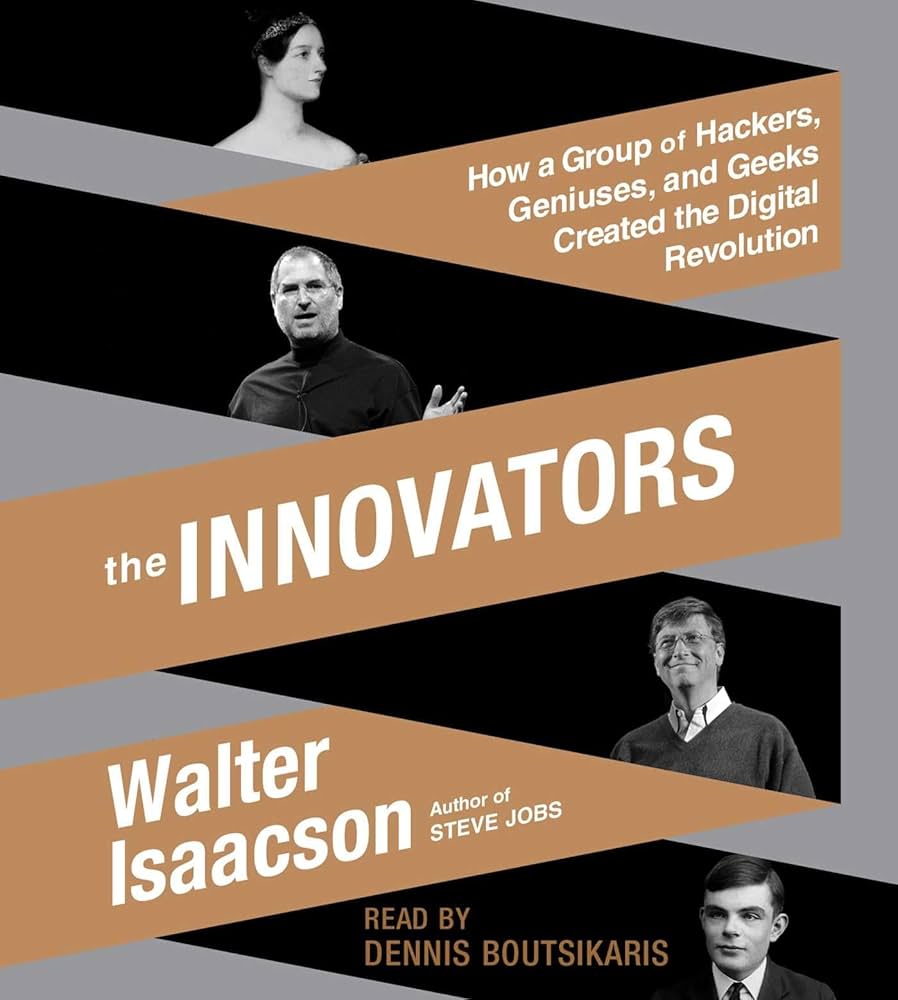 How a Group of Hackers,
Geniuses, and Geeks
Created the Digital
Revolution
the INNOVATORS
Walter
Isaacson
Author of
STEVE JOBS
READ BY
DENNIS BOUTSIKARIS